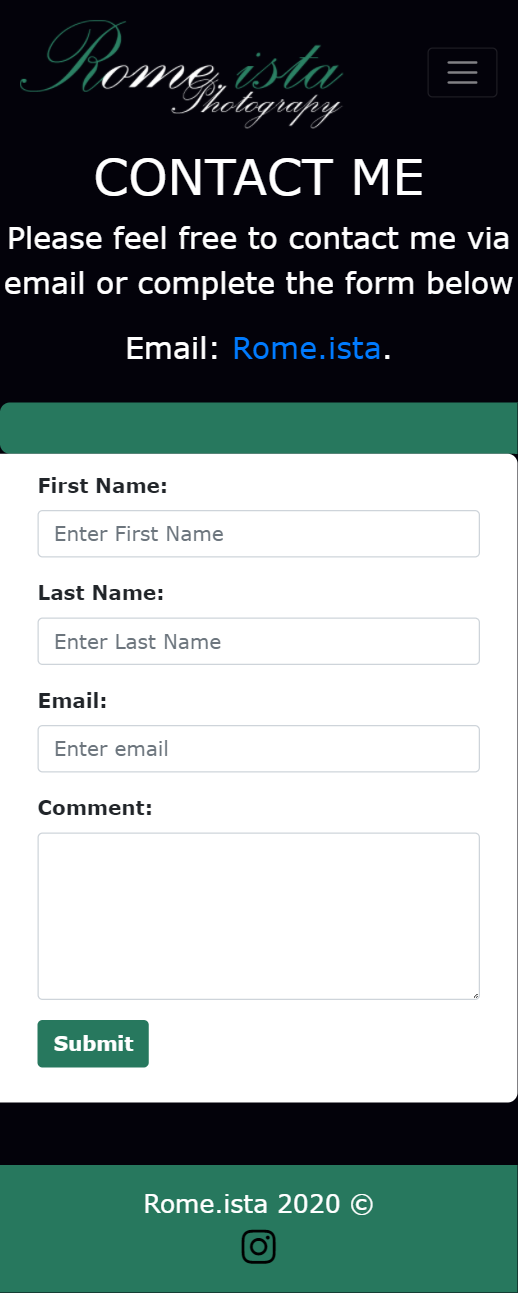 Rome.ista
Photograpy
CONTACT ME
Please feel free to contact me via
email or complete the form below
Email: Rome.ista.
First Name:
Enter First Name
Last Name:
Enter Last Name
Email:
Enter email
Comment:
Submit
Rome.ista 2020 ©